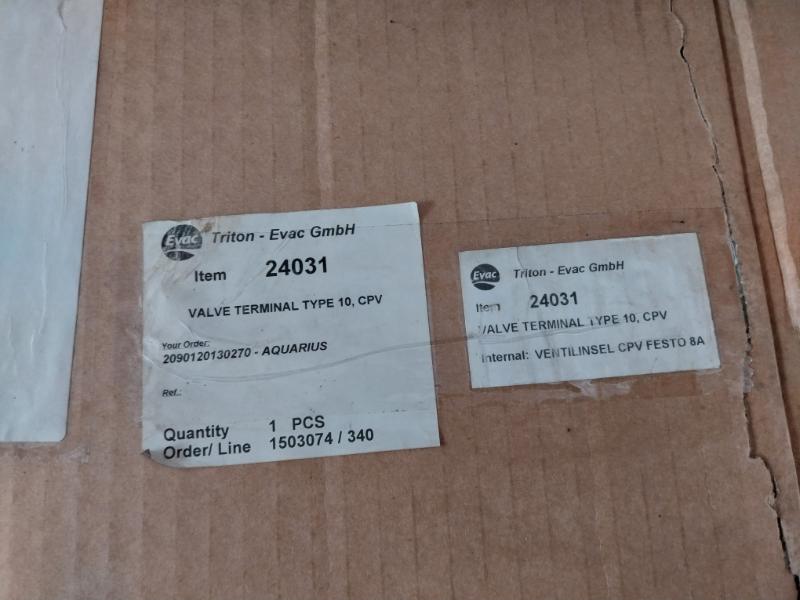 Evac Triton - Evac GmbH
Item 24031
VALVE TERMINAL TYPE 10, CPV
Your Order:
2090120130270 - AQUARIUS
Ref.:
Quantity 1 PCS
Order/ Line 1503074 / 340
Evac Triton - Evac GmbH
Item 24031
VALVE TERMINAL TYPE 10, CPV
Internal: VENTILINSEL CPV FESTO 8A